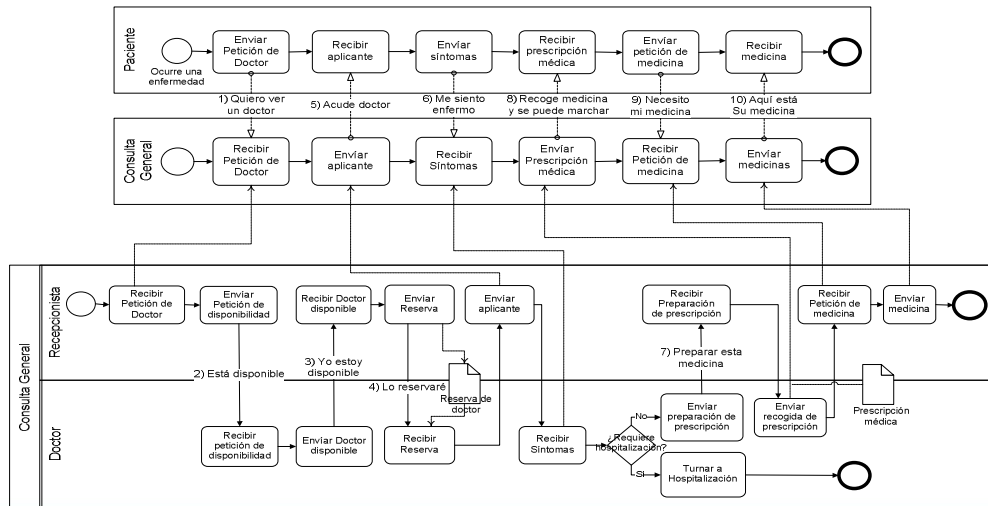 Paciente
Ocurre una
enfermedad
Enviar
Petición de
Doctor
Recibir
aplicante
Envíar
síntomas
Recibir
prescripción
médica
Envíar
petición de
medicina
Recibir
medicina
1) Quiero ver
un doctor
5) Acude doctor
6) Me siento
enfermo
8) Recoge medicina
y se puede marchar
9) Necesito
mi medicina
10) Aquí está
Su medicina
Consulta
General
Recibir
Petición de
Doctor
Envíar
aplicante
Recibir
Síntomas
Envíar
Prescripción
médica
Recibir
Petición de
medicina
Envíar
medicinas
Consulta General
Recepcionista
Recibir
Petición de
Doctor
Enviar
Petición de
disponibilidad
Recibir Doctor
disponible
Enviar
Reserva
Enviar
aplicante
Recibir
Preparación
de prescripción
Recibir
Petición de
medicina
Enviar
medicina
2) Está disponible
3) Yo estoy
disponible
4) Lo reservaré
Reserva de
doctor
7) Preparar esta
medicina
Prescripción
médica
Doctor
Recibir
petición de
disponibilidad
Enviar Doctor
disponible
Recibir
Reserva
Recibir
Síntomas
¿Requiere
hospitalización?
No
Si
Enviar
preparación de
prescripción
Enviar
recogida de
prescripción
Turnar a
Hospitalización